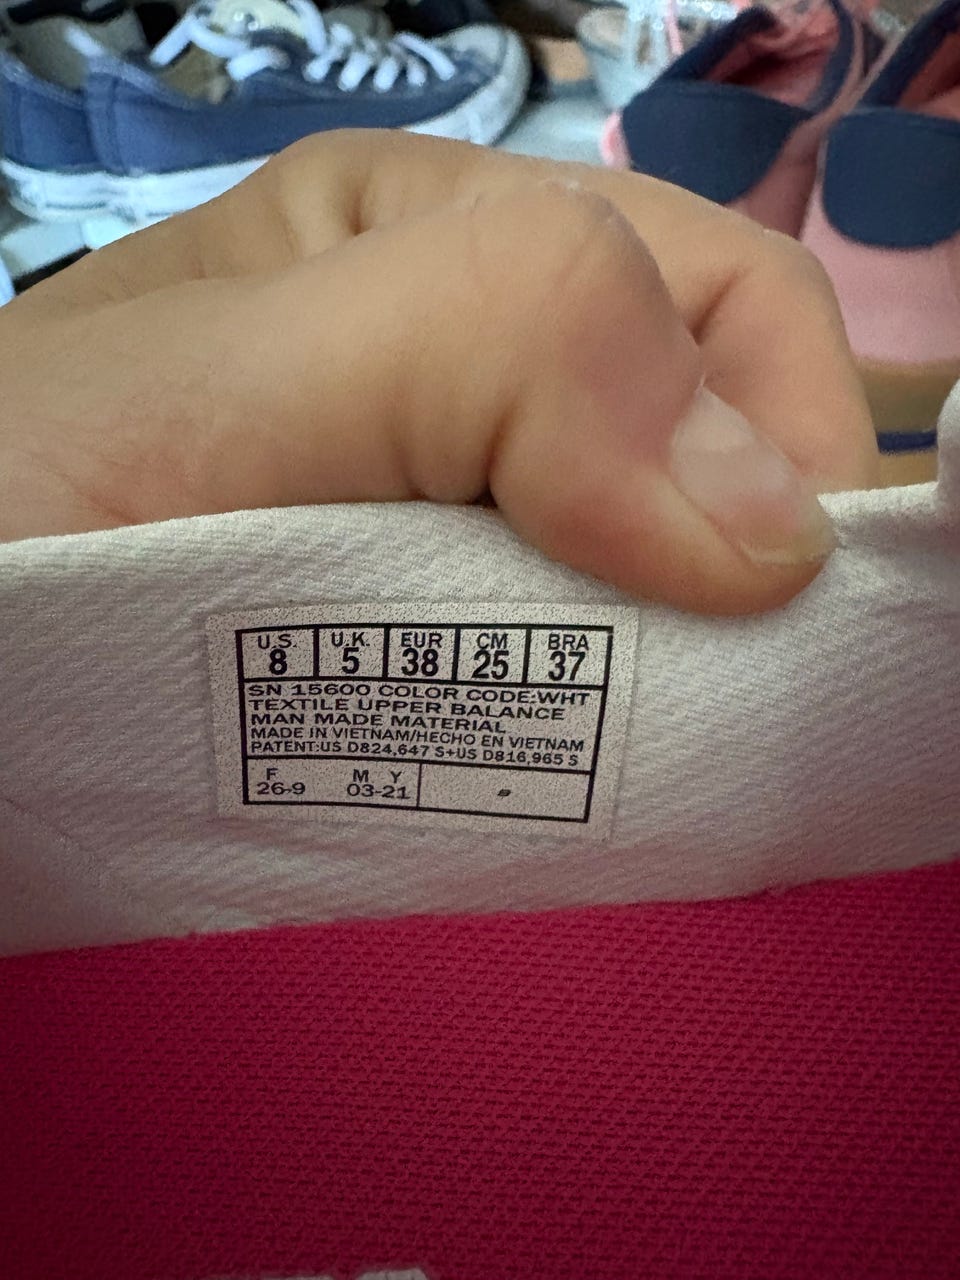 U.S. U.K. EUR CM BRA
8 5 38 25 37
SN 15600 COLOR CODE:WHT
TEXTILE UPPER BALANCE
MAN MADE MATERIAL
MADE IN VIETNAM/HECHO EN VIETNAM
PATENT:US D824,647 S+US D816,965 S
F M Y
26-9 03-21